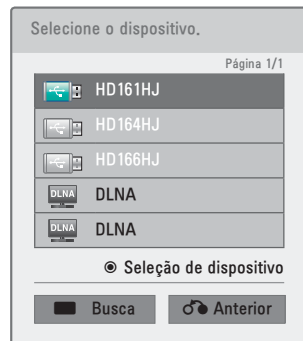 Selecione o dispositivo.
Página 1/1
HD161HJ
HD164HJ
HD166HJ
DLNA DLNA
DLNA DLNA
Seleção de dispositivo
Busca Anterior